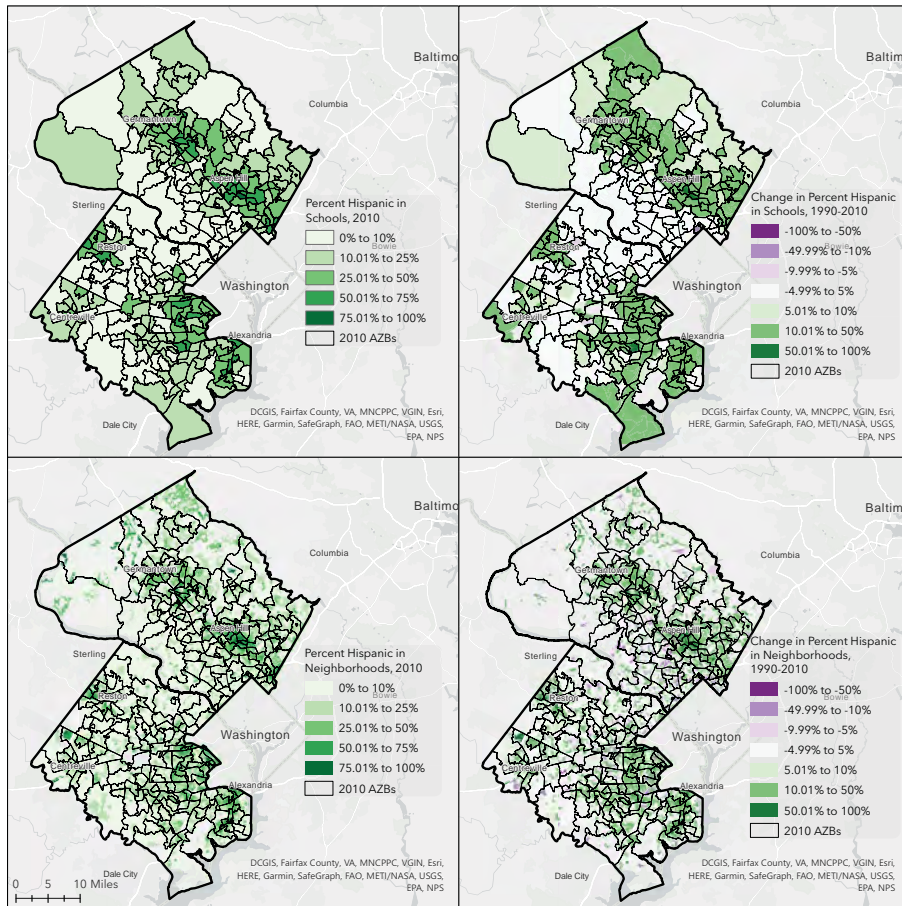 Baltimo
Columbia
Germantown
Aspen Hill
Sterling
Reston
Bowie
Washington
Centreville
Alexandria
Dale City
Percent Hispanic in
Schools, 2010
0% to 10%
10.01% to 25%
25.01% to 50%
50.01% to 75%
75.01% to 100%
2010 AZBs
DCGIS, Fairfax County, VA, MNCPPC, VGIN, Esri,
HERE, Garmin, SafeGraph, FAO, METI/NASA, USGS,
EPA, NPS
Baltimo
Columbia
Germantown
Aspen Hill
Sterling
Reston
Bowie
Washington
Centreville
Alexandria
Dale City
Change in Percent Hispanic
in Schools, 1990-2010
-100% to -50%
-49.99% to -10%
-9.99% to -5%
-4.99% to 5%
5.01% to 10%
10.01% to 50%
50.01% to 100%
2010 AZBs
DCGIS, Fairfax County, VA, MNCPPC, VGIN, Esri,
HERE, Garmin, SafeGraph, FAO, METI/NASA, USGS,
EPA, NPS
Baltimo
Columbia
Germantown
Aspen Hill
Sterling
Reston
Bowie
Washington
Centreville
Alexandria
Dale City
Percent Hispanic in
Neighborhoods, 2010
0% to 10%
10.01% to 25%
25.01% to 50%
50.01% to 75%
75.01% to 100%
2010 AZBs
0 5 10 Miles
DCGIS, Fairfax County, VA, MNCPPC, VGIN, Esri,
HERE, Garmin, SafeGraph, FAO, METI/NASA, USGS,
EPA, NPS
Baltimo
Columbia
Germantown
Aspen Hill
Sterling
Reston
Bowie
Washington
Centreville
Alexandria
Dale City
Change in Percent Hispanic
in Neighborhoods,
1990-2010
-100% to -50%
-49.99% to -10%
-9.99% to -5%
-4.99% to 5%
5.01% to 10%
10.01% to 50%
50.01% to 100%
2010 AZBs
DCGIS, Fairfax County, VA, MNCPPC, VGIN, Esri,
HERE, Garmin, SafeGraph, FAO, METI/NASA, USGS,
EPA, NPS